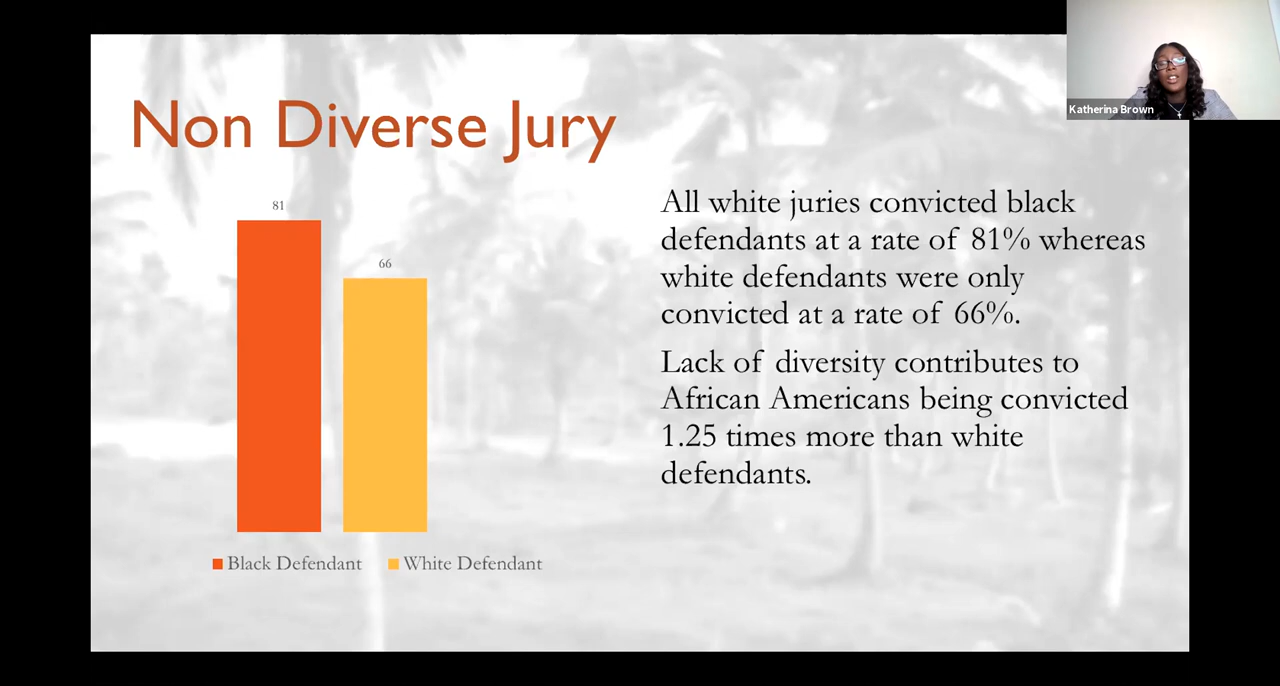 Non Diverse Jury
Katherina Brown
81
66
Black Defendant
White Defendant
All white juries convicted black
defendants at a rate of 81% whereas
white defendants were only
convicted at a rate of 66%.
Lack of diversity contributes to
African Americans being convicted
1.25 times more than white
defendants.